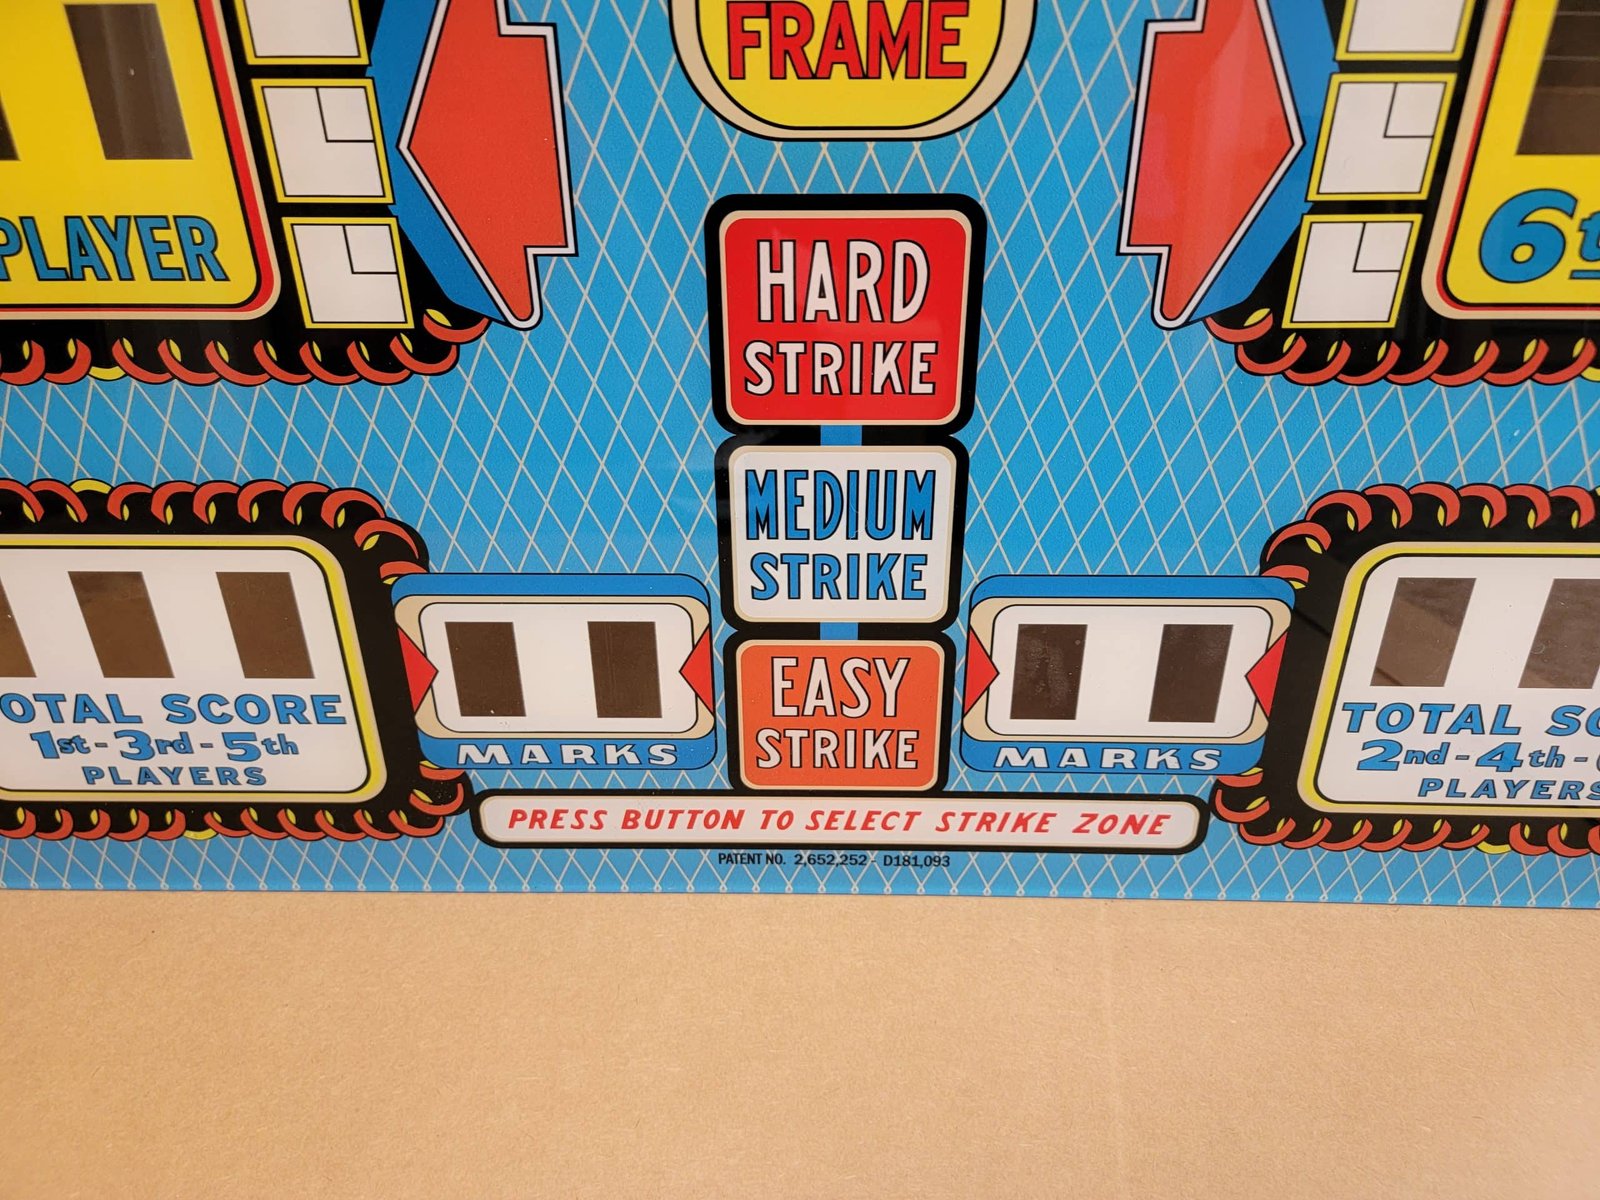 FRAME
PLAYER
6t
HARD
STRIKE
MEDIUM
STRIKE
EASY
STRIKE
OTAL SCORE
1st - 3rd - 5th
PLAYERS
MARKS
MARKS
TOTAL SC
2nd - 4th -
PLAYERS
PRESS BUTTON TO SELECT STRIKE ZONE
PATENT NO. 2,652,252 - D181,093